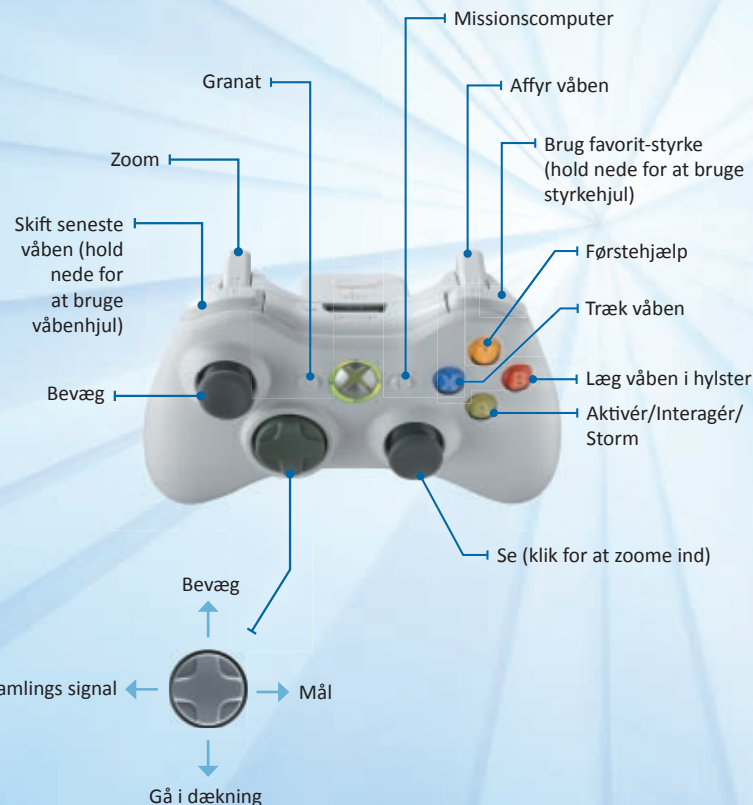 Missionscomputer
Granat
Affyr våben
Zoom
Brug favorit-styrke
(hold nede for at bruge
styrkehjul)
Skift seneste
våben (hold
nede for
at bruge
våbenhjul)
Førstehjælp
Træk våben
Y
X
B
A
Bevæg
Læg våben i hylster
Aktivér/Interagér/
Storm
Se (klik for at zoome ind)
Bevæg
amlings signal
Mål
Gå i dækning